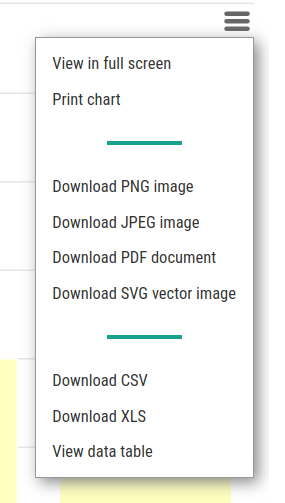 View in full screen
Print chart
Download PNG image
Download JPEG image
Download PDF document
Download SVG vector image
Download CSV
Download XLS
View data table